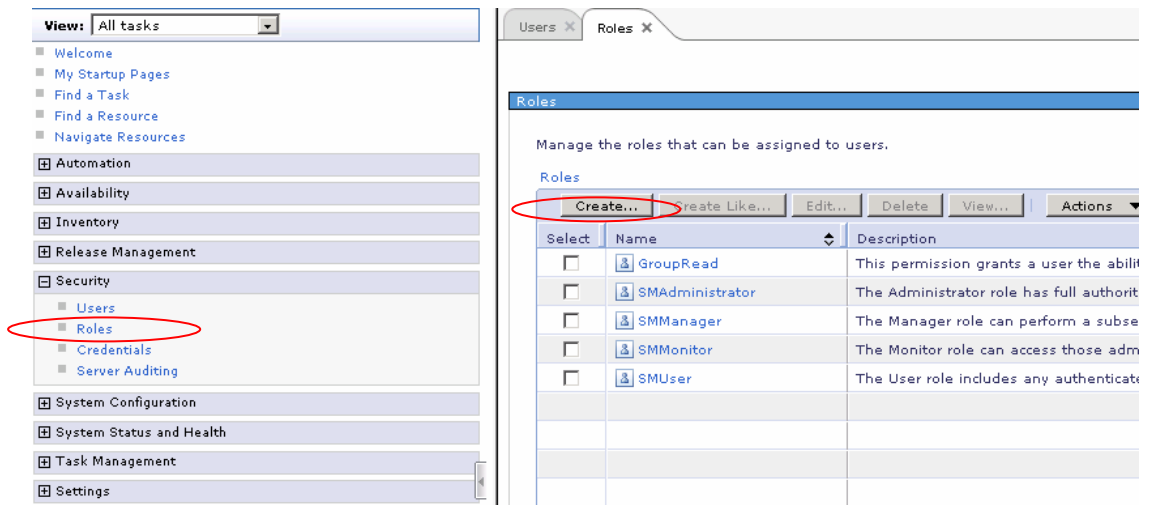 View: All tasks
Welcome
My Startup Pages
Find a Task
Find a Resource
Navigate Resources
Automation
Availability
Inventory
Release Management
Security
Users
Roles
Credentials
Server Auditing
System Configuration
System Status and Health
Task Management
Settings
Users Roles
Roles
Manage the roles that can be assigned to users.
Roles
Create... Create Like... Edit... Delete View... Actions
Select Name Description
GroupRead This permission grants a user the abilit
SMAdministrator The Administrator role has full authorit
SMManager The Manager role can perform a subse
SMMonitor The Monitor role can access those adm
SMUser The User role includes any authenticate